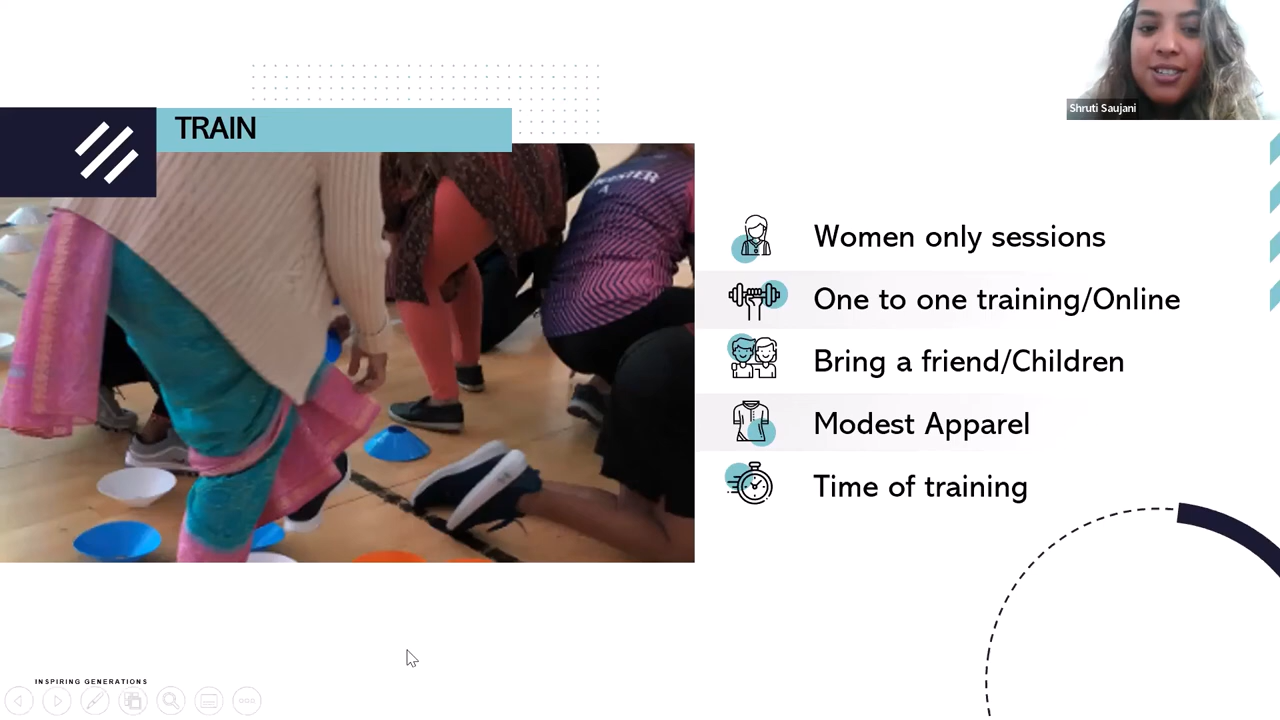 Shruti Saujani
TRAIN
Women only sessions
One to one training/Online
Bring a friend/Children
Modest Apparel
Time of training
INSPIRING GENERATIONS